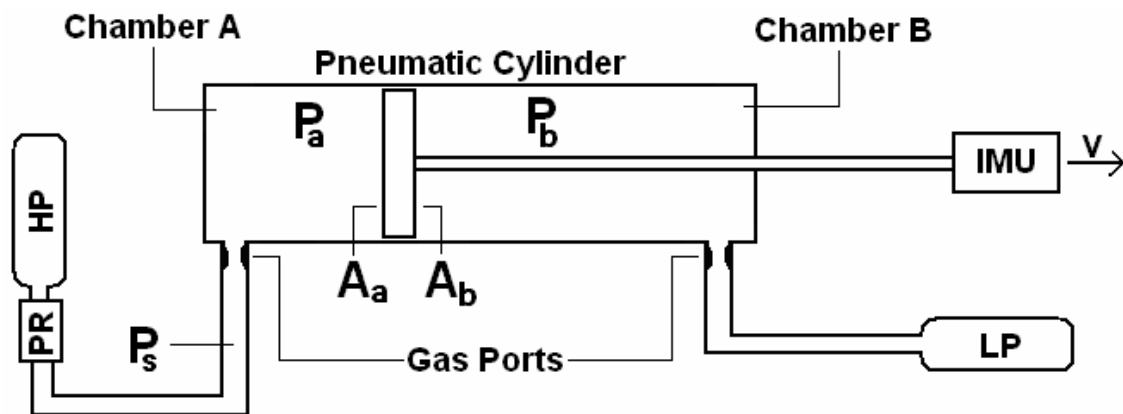 Chamber A
Chamber B
Pneumatic Cylinder
Pa
Pb
HP
IMU
V
Aa
Ab
PR
Ps
Gas Ports
LP